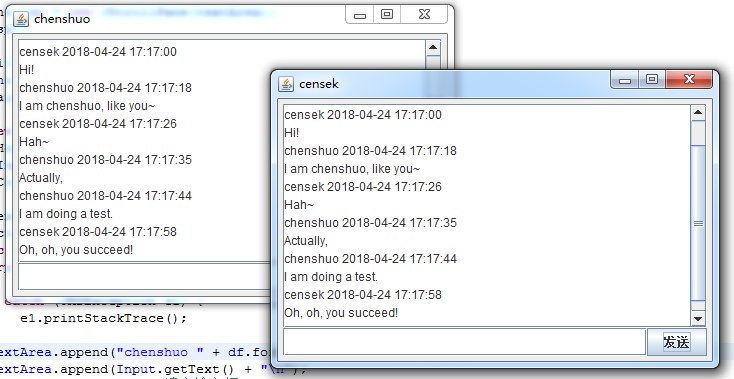 chenshuo
censek 2018-04-24 17:17:00
Hi!
chenshuo 2018-04-24 17:17:18
I am chenshuo, like you~
censek 2018-04-24 17:17:26
Hah~
chenshuo 2018-04-24 17:17:35
Actually,
chenshuo 2018-04-24 17:17:44
I am doing a test.
censek 2018-04-24 17:17:58
Oh, oh, you succeed!
censek
censek 2018-04-24 17:17:00
Hi!
chenshuo 2018-04-24 17:17:18
I am chenshuo, like you~
censek 2018-04-24 17:17:26
Hah~
chenshuo 2018-04-24 17:17:35
Actually,
chenshuo 2018-04-24 17:17:44
I am doing a test.
censek 2018-04-24 17:17:58
Oh, oh, you succeed!
发送
e1.printStackTrace();
extArea.append("chenshuo " + df.fo
extArea.append(Input.getText() + "\n");